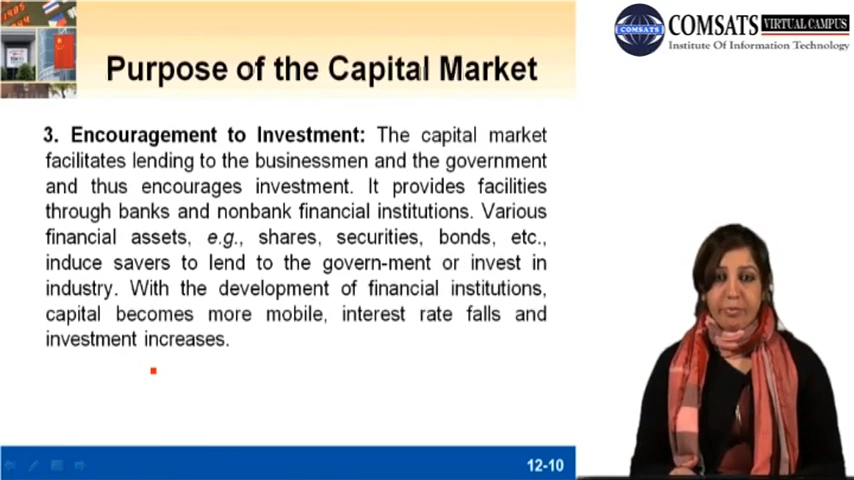 COMSATS VIRTUAL CAMPUS
COMSATS
Institute Of Information Technology
Purpose of the Capital Market
3. Encouragement to Investment: The capital market
facilitates lending to the businessmen and the government
and thus encourages investment. It provides facilities
through banks and nonbank financial institutions. Various
financial assets, e.g., shares, securities, bonds, etc.,
induce savers to lend to the govern-ment or invest in
industry. With the development of financial institutions,
capital becomes more mobile, interest rate falls and
investment increases.
12-10